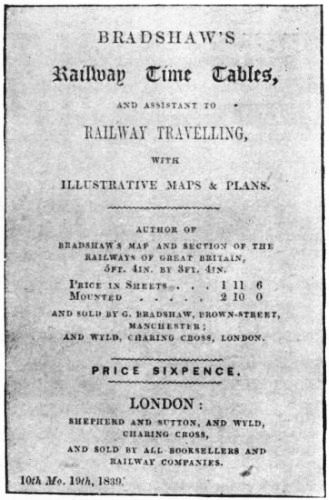 BRADSHAW'S
Railway Time Tables,
AND ASSISTANT TO
RAILWAY TRAVELLING,
WITH
ILLUSTRATIVE MAPS & PLANS.
AUTHOR OF
BRADSHAW'S MAP AND SECTION OF THE
RAILWAYS OF GREAT BRITAIN,
5FT. 4IN. BY 3FT. 4IN.
PRICE IN SHEETS . . . 1 11 6
MOUNTED . . . . . 2 10 0
AND SOLD BY G. BRADSHAW, BROWN-STREET,
MANCHESTER;
AND WYLD, CHARING CROSS, LONDON.
PRICE SIXPENCE.
LONDON:
SHEPHERD AND SUTTON, AND WYLD,
CHARING CROSS,
AND SOLD BY ALL BOOKSELLERS AND
RAILWAY COMPANIES.
10th Mo. 19th, 1839.